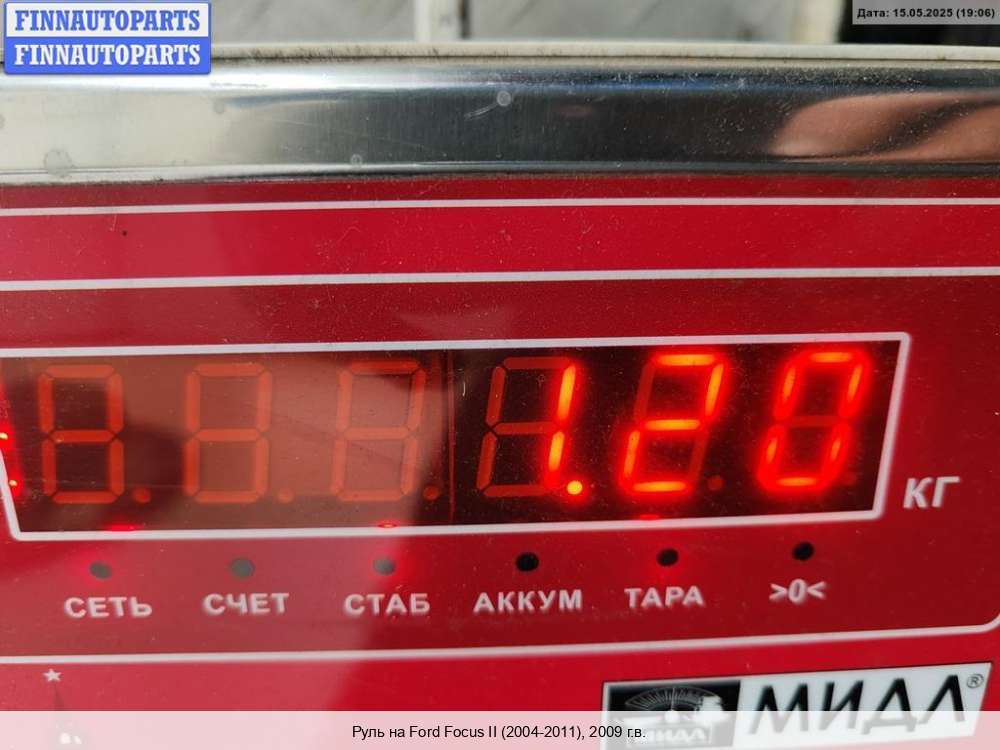 FINNAUTOPARTS
FINNAUTOPARTS
Дата: 15.05.2025 (19:06)
1.20
КГ
СЕТЬ СЧЕТ СТАБ АККУМ ТАРА >0<
МИДЛ МИДЛ®
Руль на Ford Focus II (2004-2011), 2009 г.в.